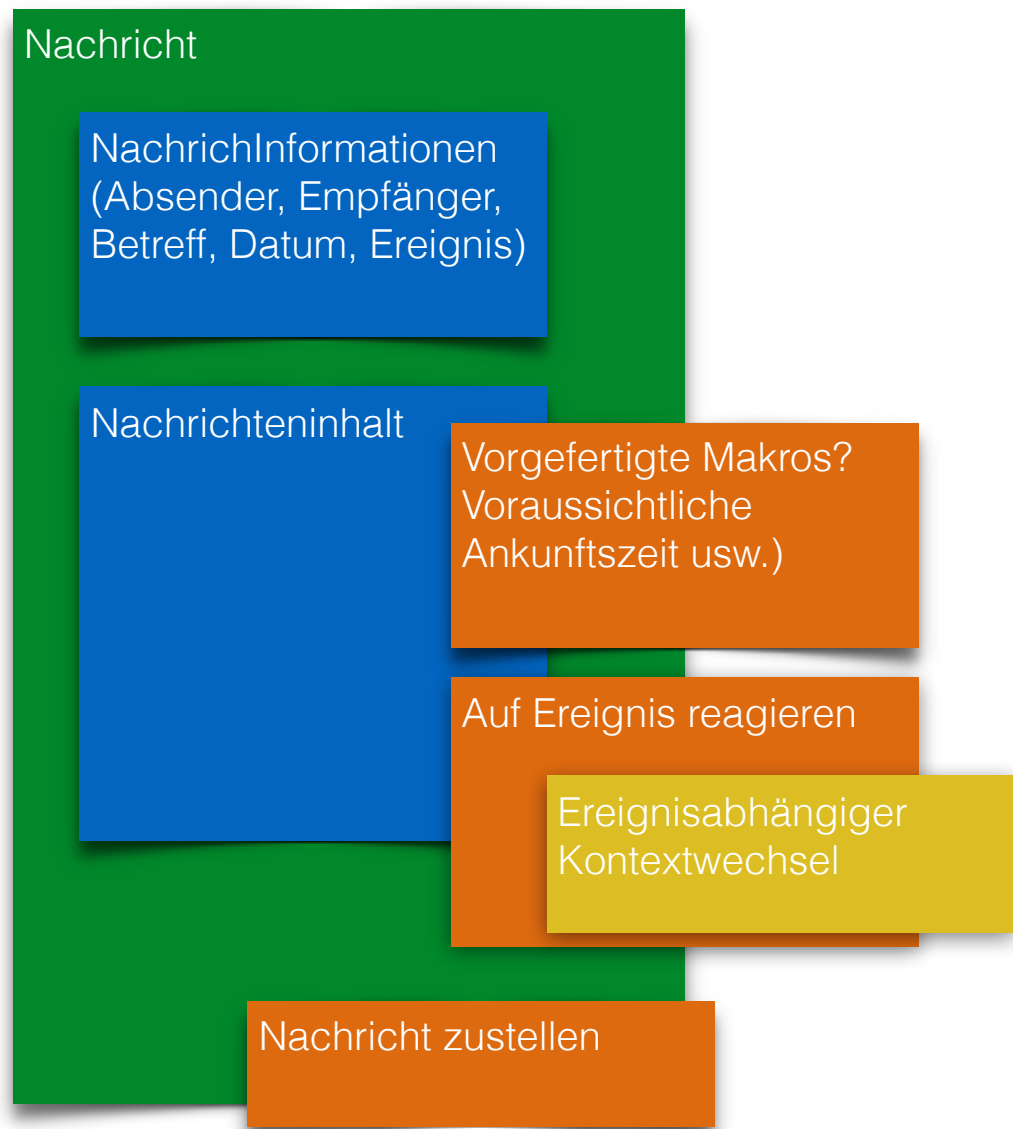 Nachricht
NachrichInformationen
(Absender, Empfänger,
Betreff, Datum, Ereignis)
Nachrichteninhalt
Vorgefertigte Makros?
Voraussichtliche
Ankunftszeit usw.)
Auf Ereignis reagieren
Ereignisabhängiger
Kontextwechsel
Nachricht zustellen